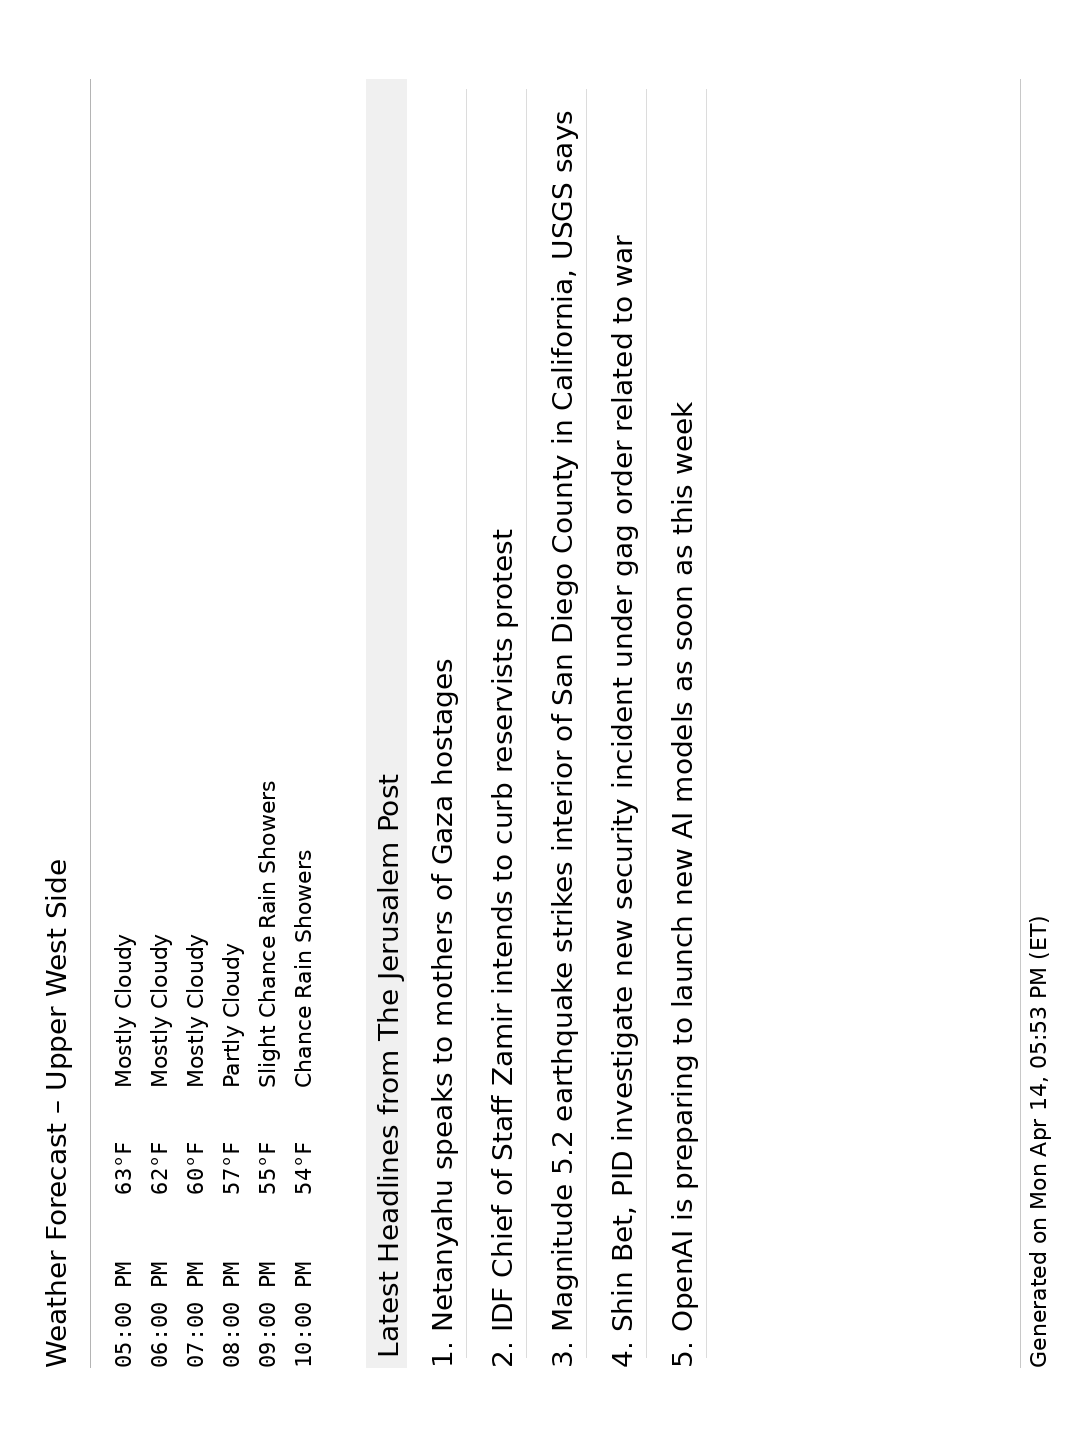 Weather Forecast – Upper West Side
05:00 PM 63°F Mostly Cloudy
06:00 PM 62°F Mostly Cloudy
07:00 PM 60°F Mostly Cloudy
08:00 PM 57°F Partly Cloudy
09:00 PM 55°F Slight Chance Rain Showers
10:00 PM 54°F Chance Rain Showers
Latest Headlines from The Jerusalem Post
1. Netanyahu speaks to mothers of Gaza hostages
2. IDF Chief of Staff Zamir intends to curb reservists protest
3. Magnitude 5.2 earthquake strikes interior of San Diego County in California, USGS says
4. Shin Bet, PID investigate new security incident under gag order related to war
5. OpenAI is preparing to launch new AI models as soon as this week
Generated on Mon Apr 14, 05:53 PM (ET)